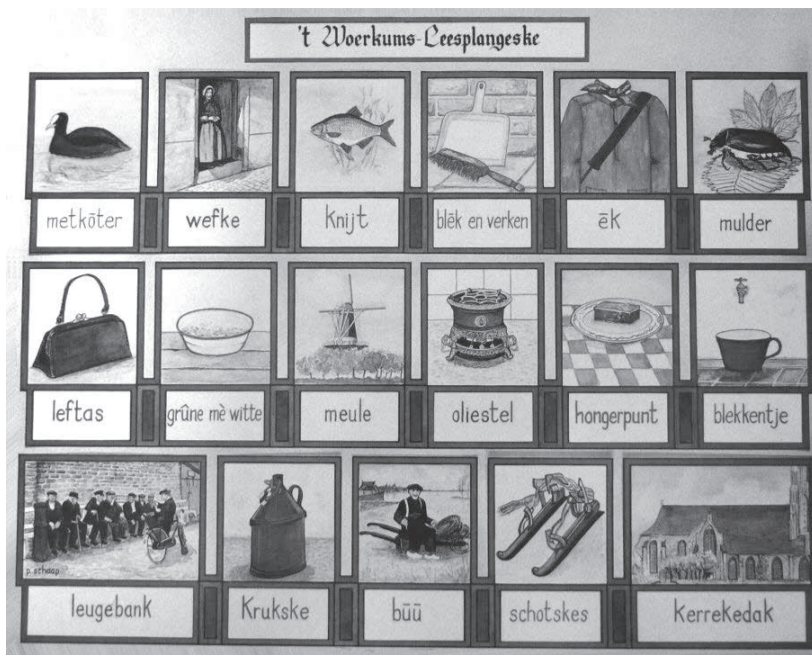 't Woerkums-Leesplangeske
metkōter wefke knijt blēk en verken ēk mulder
leftas grûne mè witte meule oliestel hongerpunt blekkentje
p. schaap
leugebank Krukske būū schotskes kerrekedak